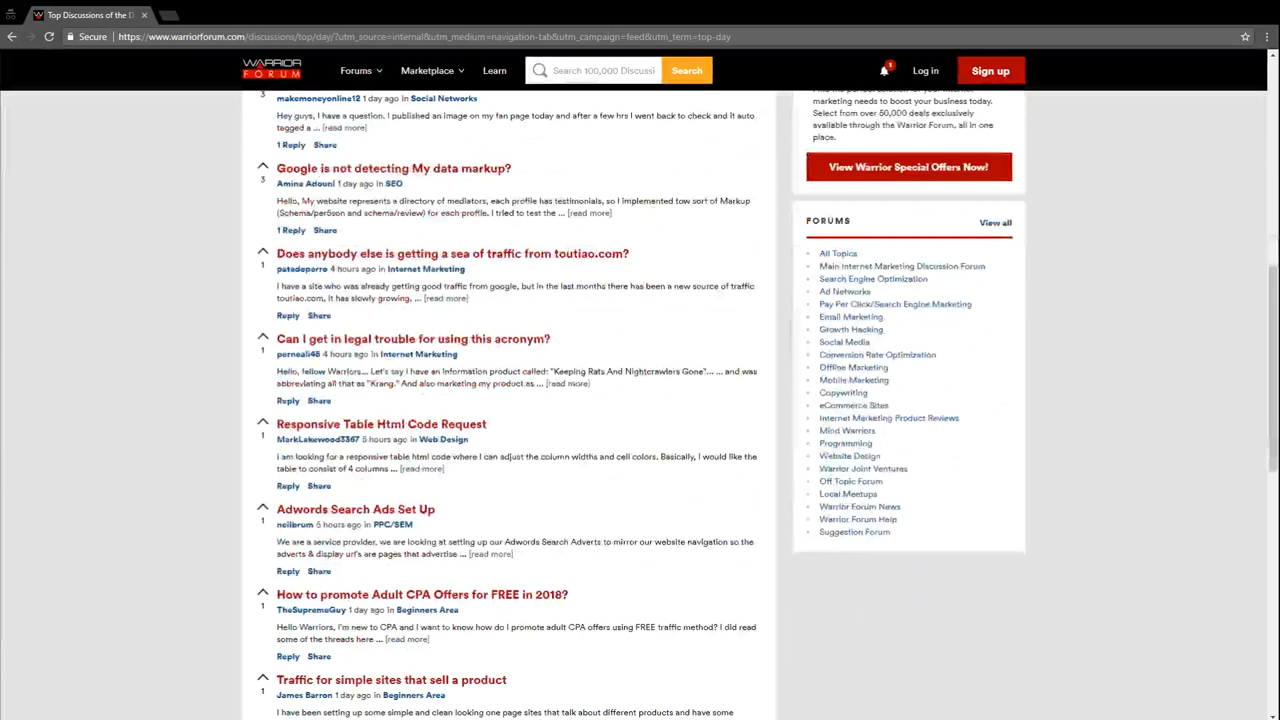 Top Discussions of the D
Secure https://www.warriorforum.com/discussions/top/day/?utm_source=internal&utm_medium=navigation-tab&utm_campaign=feed&utm_term=top-day
WARRIOR
FORUM
Forums
Marketplace
Learn
Search 100,000 Discussi
Search
1
Log in
Sign up
3
makemoneyonline12 1 day ago in Social Networks
Hey guys, I have a question. I published an image on my fan page today and after a few hrs I went back to check and it auto
tagged a ... [read more]
1 Reply Share
Google is not detecting My data markup?
3
Amine Adouni 1 day ago in SEO
Hello, My website represents a directory of mediators, each profile has testimonials, so I implemented tow sort of Markup
(Schema/per5son and schema/review) for each profile. I tried to test the ... [read more]
1 Reply Share
Does anybody else is getting a sea of traffic from toutiao.com?
1
patadeperro 4 hours ago in Internet Marketing
I have a site who was already getting good traffic from google, but in the last months there has been a new source of traffic
toutiao.com, it has slowly growing, ... [read more]
Reply Share
Can I get in legal trouble for using this acronym?
1
perneali45 4 hours ago in Internet Marketing
Hello, fellow Warriors... Let's say I have an information product called: "Keeping Rats And Nightcrawlers Gone"... ... and was
abbreviating all that as "Krang." And also marketing my product as ... [read more]
Reply Share
Responsive Table Html Code Request
1
MarkLakewood3367 5 hours ago in Web Design
i am looking for a responsive table html code where I can adjust the column widths and cell colors. Basically, I would like the
table to consist of 4 columns ... [read more]
Reply Share
Adwords Search Ads Set Up
1
neilbrum 6 hours ago in PPC/SEM
We are a service provider, we are looking at setting up our Adwords Search Adverts to mirror our website navigation so the
adverts & display url's are pages that advertise ... [read more]
Reply Share
How to promote Adult CPA Offers for FREE in 2018?
1
TheSupremeGuy 1 day ago in Beginners Area
Hello Warriors, I'm new to CPA and I want to know how do I promote adult CPA offers using FREE traffic method? I did read
some of the threads here ... [read more]
Reply Share
Traffic for simple sites that sell a product
1
James Barron 1 day ago in Beginners Area
I have been setting up some simple and clean looking one page sites that talk about different products and have some
marketing needs to boost your business today.
Select from over 50,000 deals exclusively
available through the Warrior Forum, all in one
place.
View Warrior Special Offers Now!
FORUMS
View all
All Topics
Main Internet Marketing Discussion Forum
Search Engine Optimization
Ad Networks
Pay Per Click/Search Engine Marketing
Email Marketing
Growth Hacking
Social Media
Conversion Rate Optimization
Offline Marketing
Mobile Marketing
Copywriting
eCommerce Sites
Internet Marketing Product Reviews
Mind Warriors
Programming
Website Design
Warrior Joint Ventures
Off Topic Forum
Local Meetups
Warrior Forum News
Warrior Forum Help
Suggestion Forum